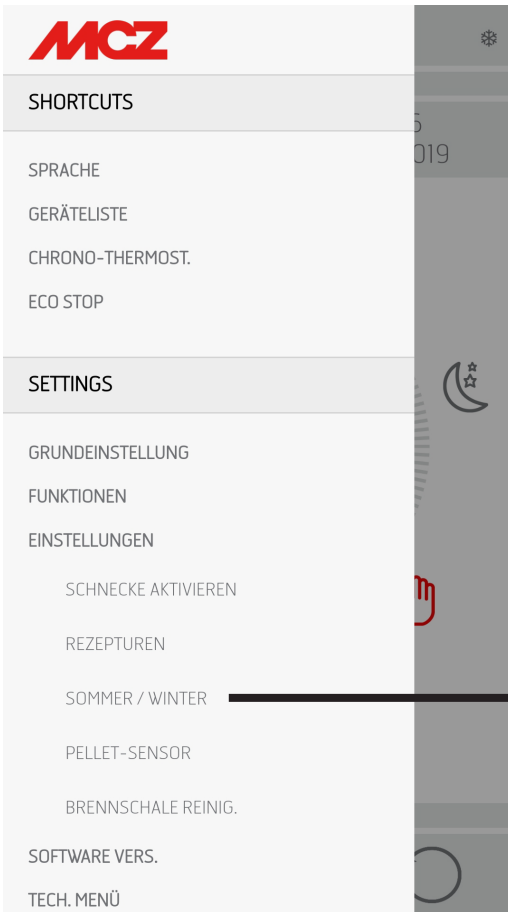 MCZ
SHORTCUTS
SPRACHE
GERÄTELISTE
CHRONO-THERMOST.
ECO STOP
SETTINGS
GRUNDEINSTELLUNG
FUNKTIONEN
EINSTELLUNGEN
SCHNECKE AKTIVIEREN
REZEPTUREN
SOMMER / WINTER
PELLET-SENSOR
BRENNSCHALE REINIG.
SOFTWARE VERS.
TECH. MENÜ